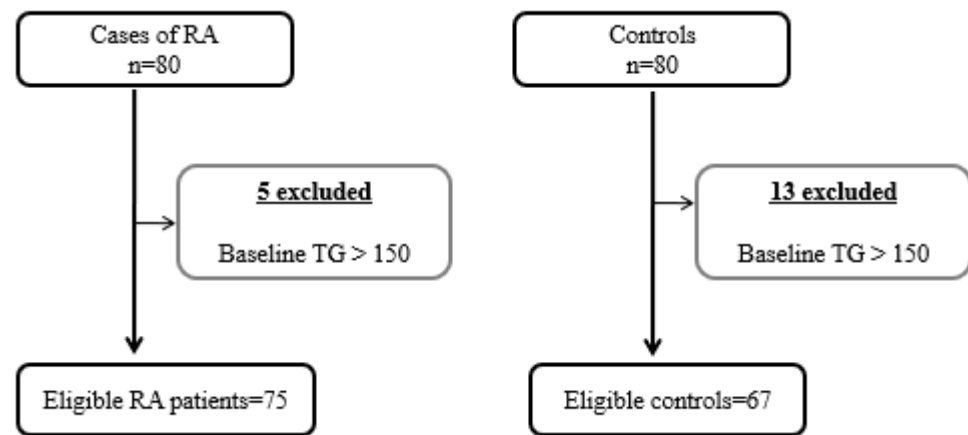 Cases of RA
n=80
5 excluded
Baseline TG > 150
Eligible RA patients=75
Controls
n=80
13 excluded
Baseline TG > 150
Eligible controls=67